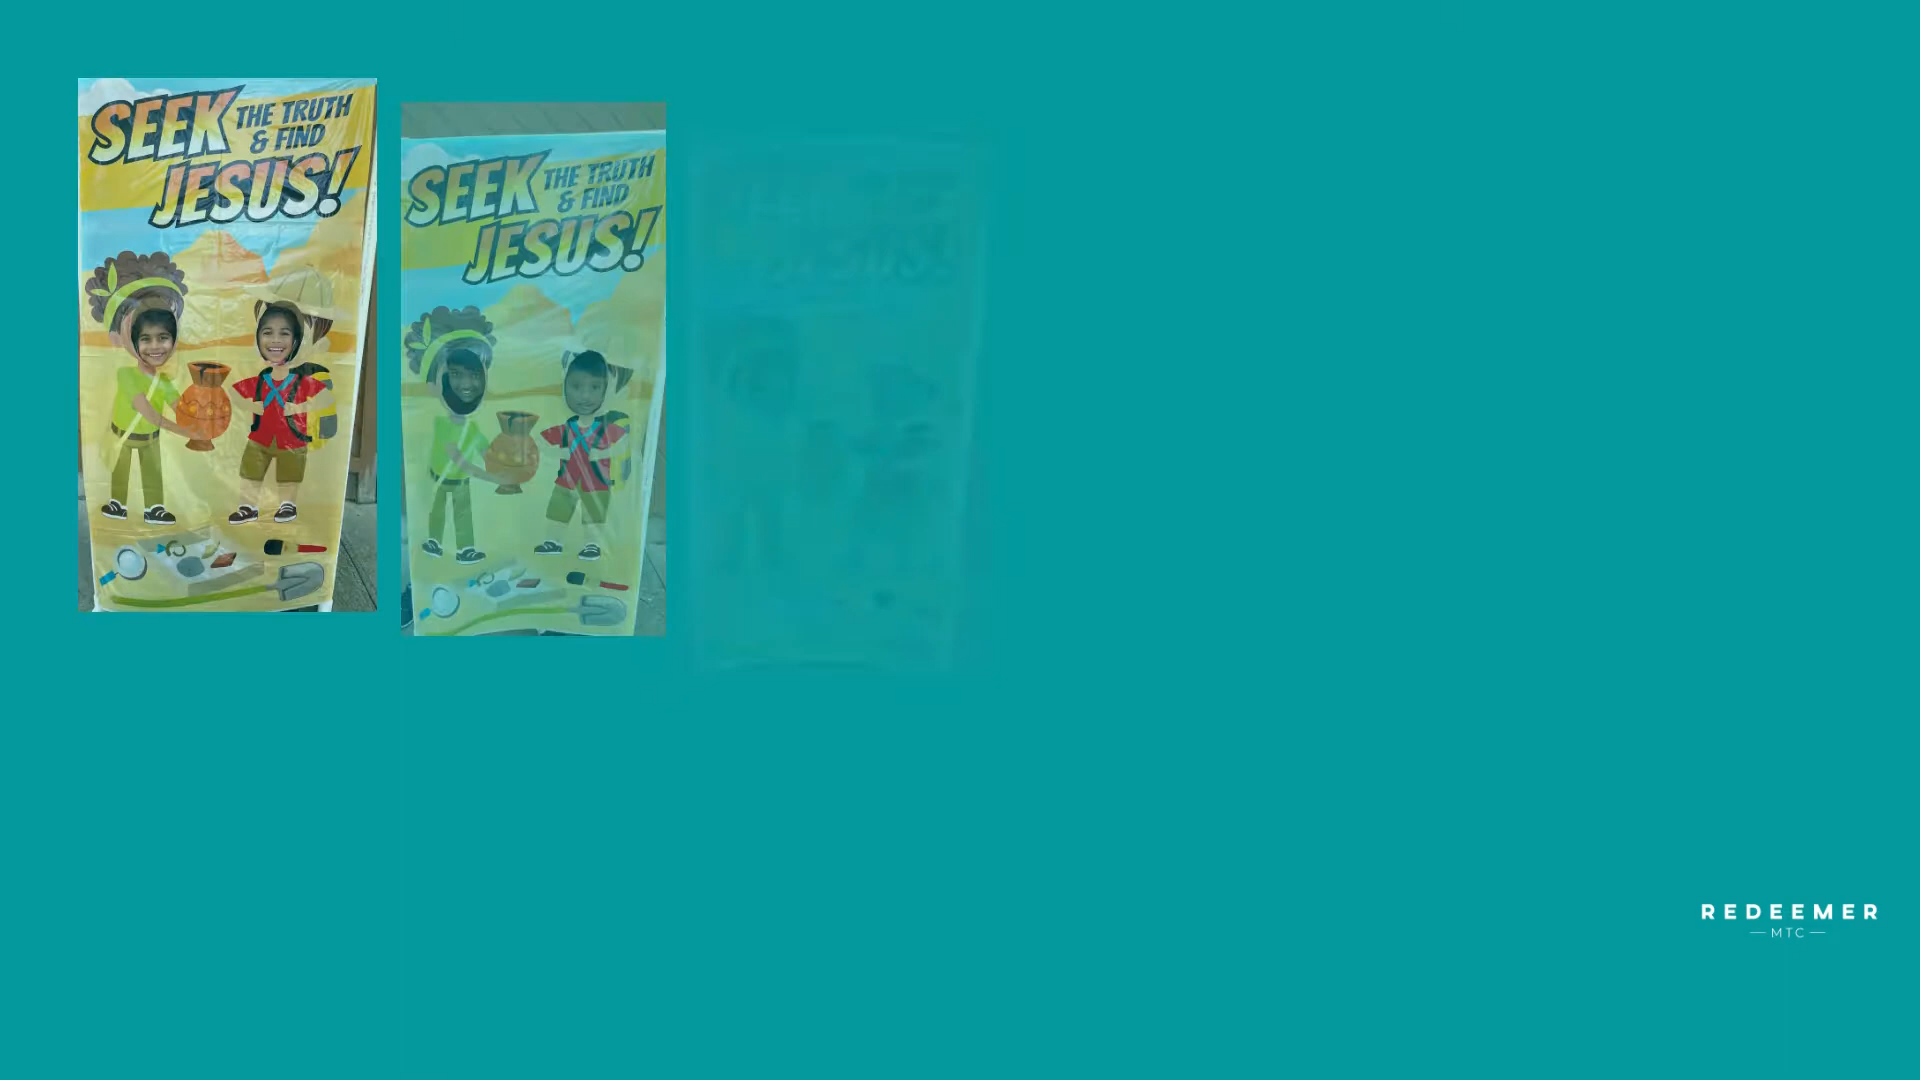 SEEK THE TRUTH
& FIND
JESUS!
SEEK THE TRUTH
& FIND
JESUS!
REDEEMER
MTC